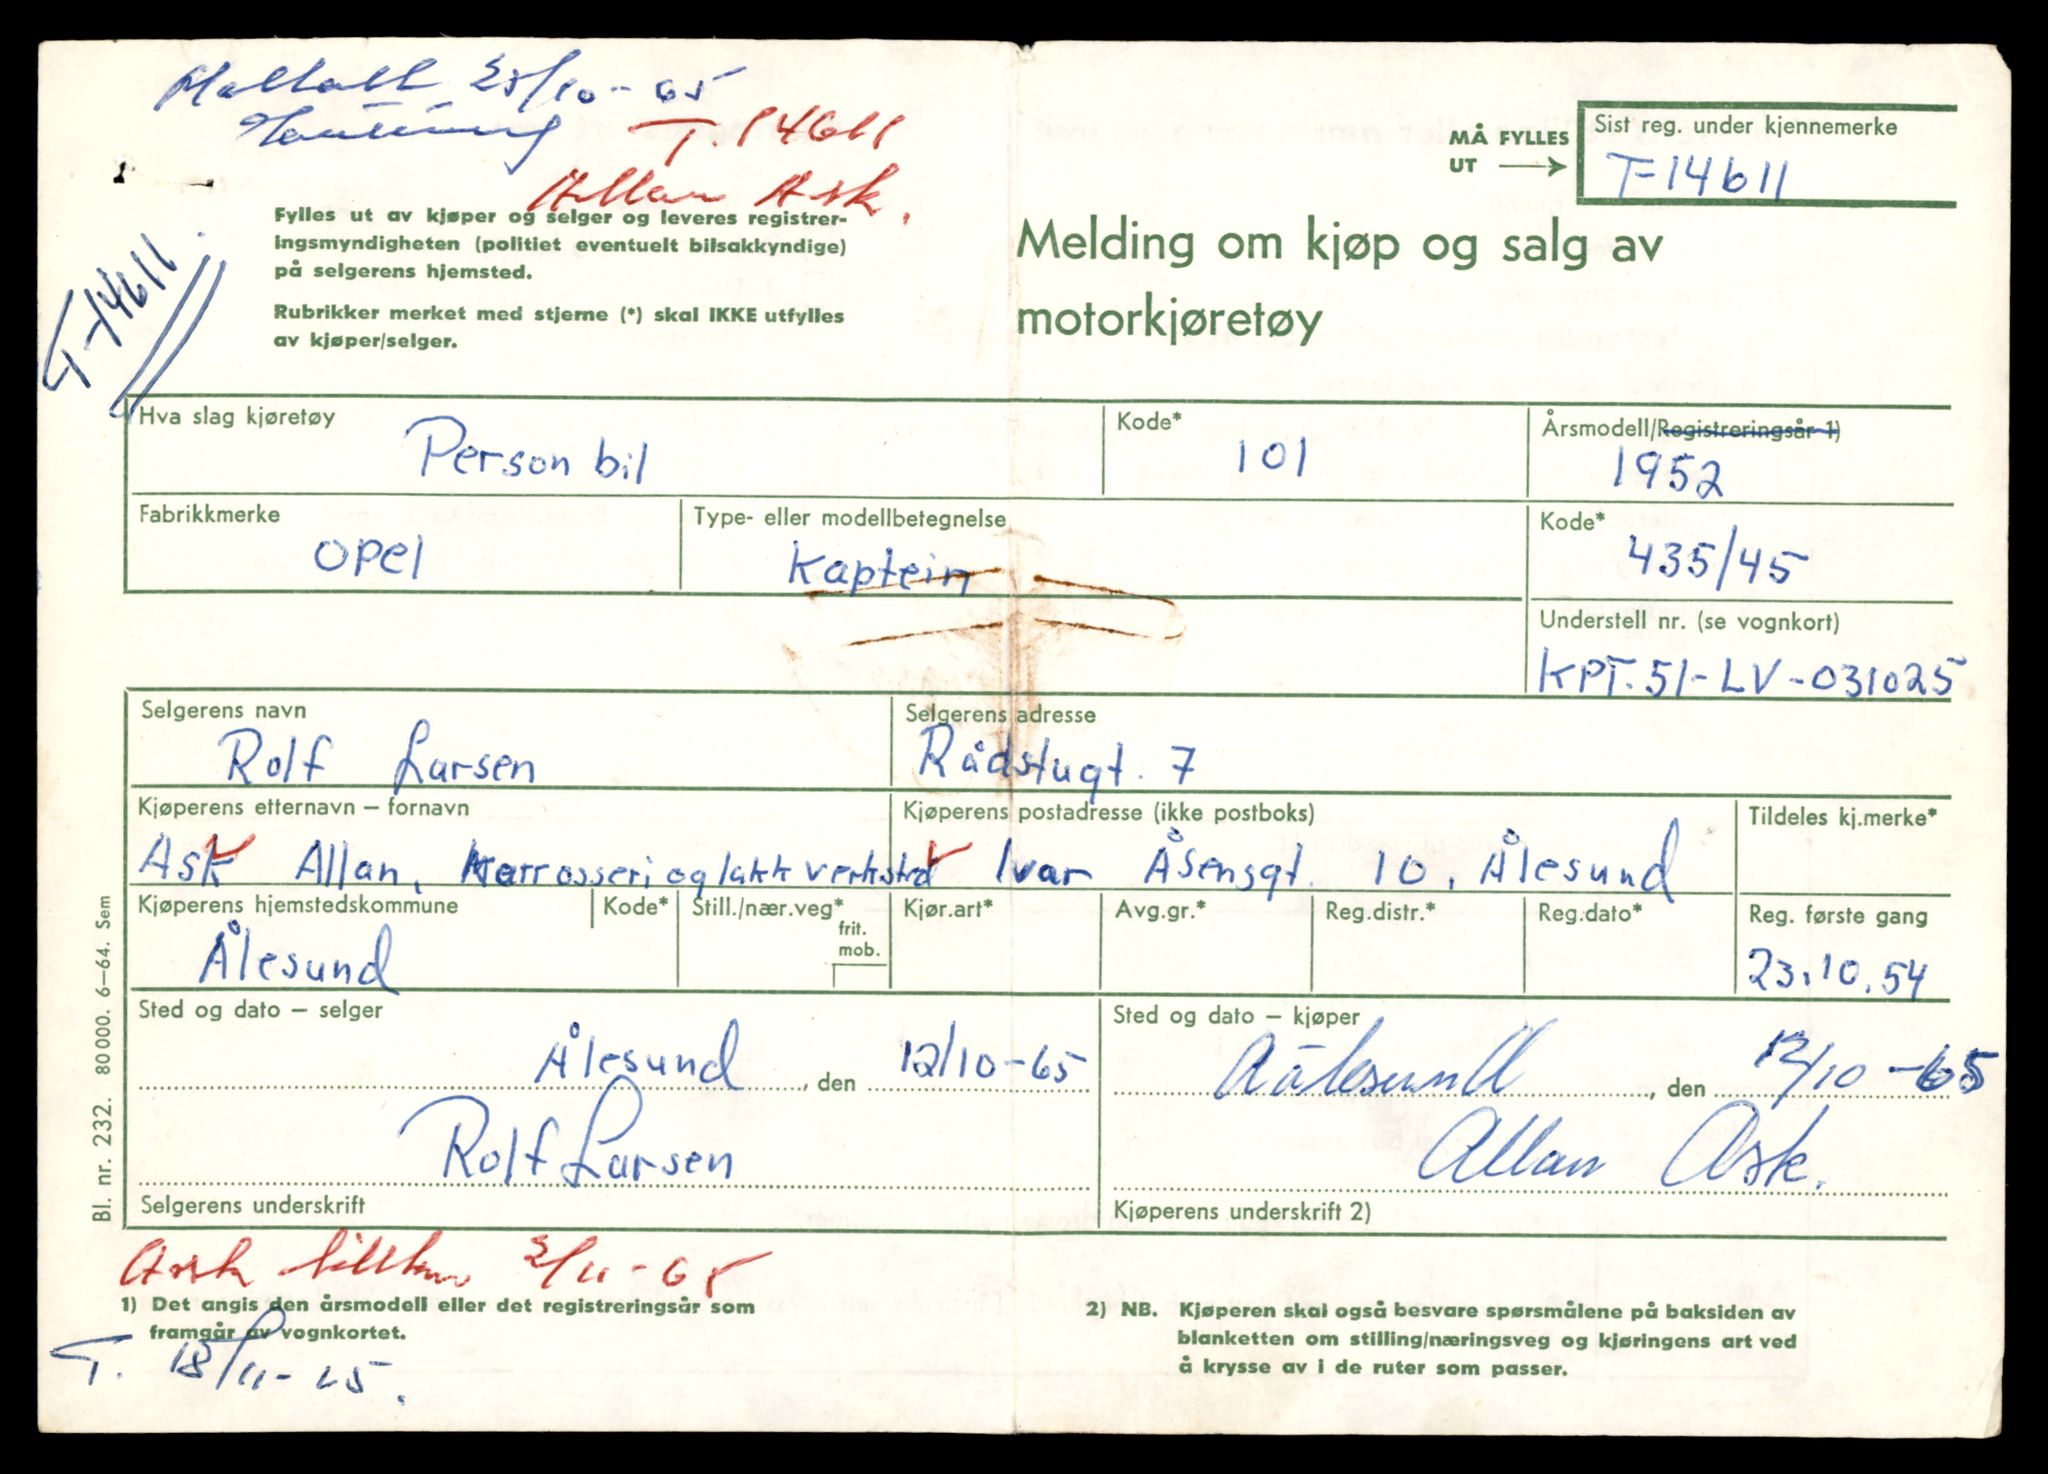 Mottatt 25/10-65
T. 14611
Allan Ask.
T-14611.
Fylles ut av kjøper og selger og leveres registrer-
ingsmyndigheten (politiet eventuelt bilsakkyndige)
på selgerens hjemsted.
Rubrikker merket med stjerne (*) skal IKKE utfylles
av kjøper/selger.
MÅ FYLLES
UT
Sist reg. under kjennemerke
T-14611
Melding om kjøp og salg av
motorkjøretøy
Hva slag kjøretøy
Personbil
Kode*
101
Årsmodell/Registreringsår 1)
1952
Fabrikkmerke
Opel
Type- eller modellbetegnelse
Kaptein
Kode*
435/45
Understell nr. (se vognkort)
KPT.51-LV-031025
Selgerens navn
Rolf Larsen
Selgerens adresse
Rådstugt. 7
Kjøperens etternavn – fornavn
Ask Allan, Karrosseri og lakkverksted
Kjøperens postadresse (ikke postboks)
Ivar Åsensgt. 10, Ålesund
Tildeles kj.merke*
Kjøperens hjemstedskommune
Ålesund
Kode*
Still./nær.veg*
frit.
mob.
Kjør.art*
Avg.gr.*
Reg.distr.*
Reg.dato*
Reg. første gang
23.10.54
Sted og dato – selger
Ålesund, den 12/10-65
Rolf Larsen
Selgerens underskrift
Sted og dato – kjøper
Aalesund, den 12/10-65
Allan Ask.
Kjøperens underskrift 2)
Bl. nr. 232. 80000. 6–64. Sem
Ask 2/11-65
1) Det angis den årsmodell eller det registreringsår som
framgår av vognkortet.
T. 18/11-65.
2) NB. Kjøperen skal også besvare spørsmålene på baksiden av
blanketten om stilling/næringsveg og kjøringens art ved
å krysse av i de ruter som passer.